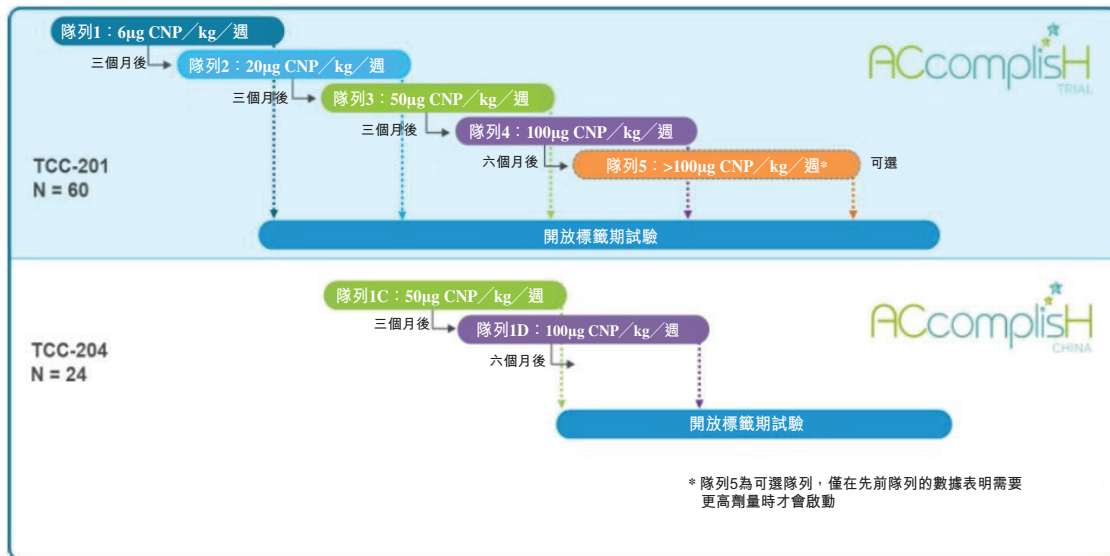 隊列1：6μg CNP／kg／週
三個月後
隊列2：20μg CNP／kg／週
三個月後
隊列3：50μg CNP／kg／週
三個月後
隊列4：100μg CNP／kg／週
六個月後
隊列5：>100μg CNP／kg／週*
可選
ACcomplisH
TRIAL
TCC-201
N = 60
開放標籤期試驗
隊列1C：50μg CNP／kg／週
三個月後
隊列1D：100μg CNP／kg／週
六個月後
ACcomplisH
CHINA
TCC-204
N = 24
開放標籤期試驗
* 隊列5為可選隊列，僅在先前隊列的數據表明需要
更高劑量時才會啟動